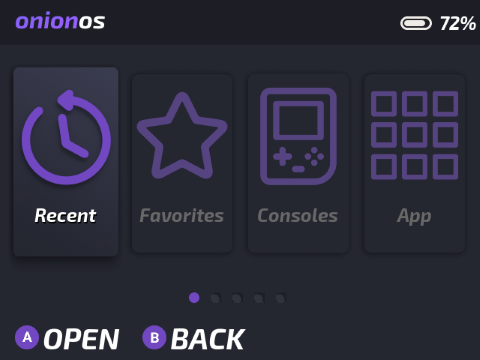 onionos
72%
Recent
Favorites
Consoles
App
A OPEN
B BACK